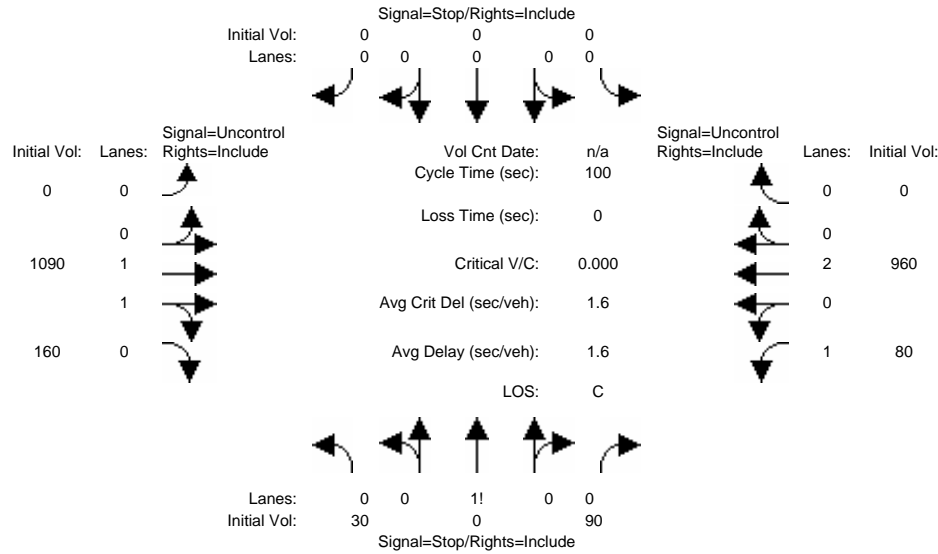 Signal=Stop/Rights=Include
Initial Vol: 0 0 0
Lanes: 0 0 0 0 0
Signal=Uncontrol Signal=Uncontrol
Initial Vol: Lanes: Rights=Include Vol Cnt Date: n/a Rights=Include Lanes: Initial Vol:
Cycle Time (sec): 100
0 0 0 0
Loss Time (sec): 0
0 0
1090 1 Critical V/C: 0.000 2 960
1 Avg Crit Del (sec/veh): 1.6 0
160 0 Avg Delay (sec/veh): 1.6 1 80
LOS: C
Lanes: 0 0 1! 0 0
Initial Vol: 30 0 90
Signal=Stop/Rights=Include